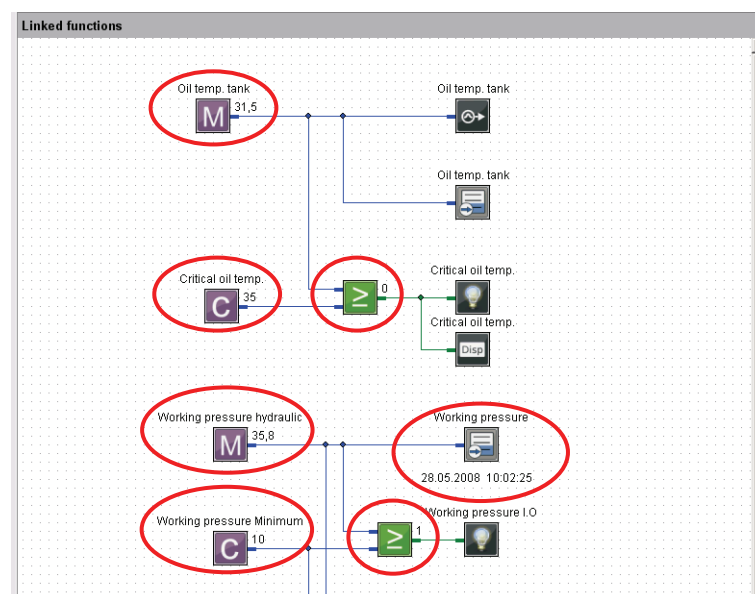 Linked functions
Oil temp. tank
M 31,5
Oil temp. tank
Oil temp. tank
Critical oil temp.
C 35
≥ 0
Critical oil temp.
Critical oil temp.
Disp
Working pressure hydraulic
M 35,8
Working pressure
28.05.2008 10:02:25
Working pressure Minimum
C 10
≥ 1
Working pressure I.O